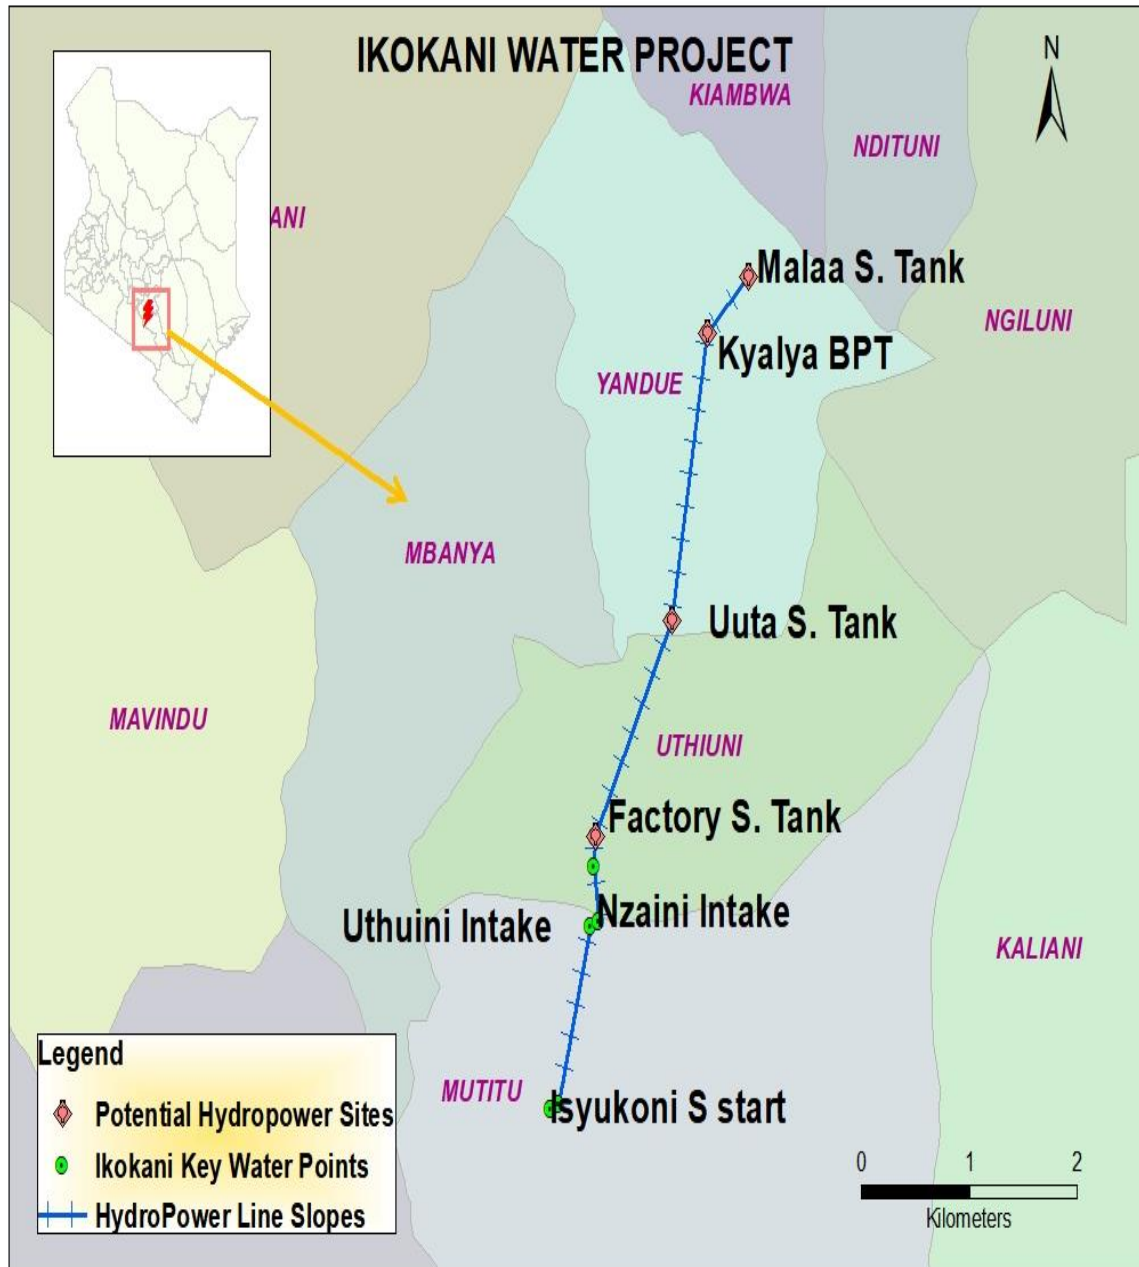 IKOKANI WATER PROJECT
N
KIAMBWA
NDITUNI
ANI
Malaa S. Tank
NGILUNI
Kyalya BPT
YANDUE
MBANYA
Uuta S. Tank
MAVINDU
UTHIUNI
Factory S. Tank
Nzaini Intake
Uthuini Intake
KALIANI
Legend
MUTITU
Isyukoni S start
Potential Hydropower Sites
Ikokani Key Water Points
HydroPower Line Slopes
0 1 2
Kilometers